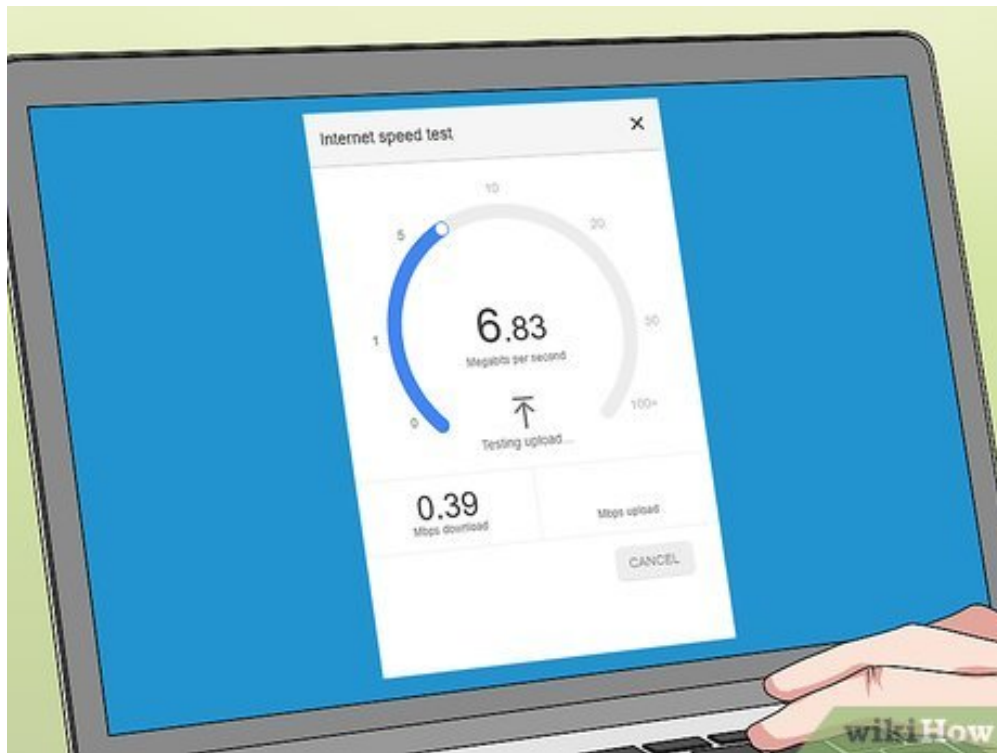 Internet speed test ×
10
5
20
6.83
50
1
Megabits per second
100+
0
Testing upload...
0.39
Mbps download
Mbps upload
CANCEL
wikiHow